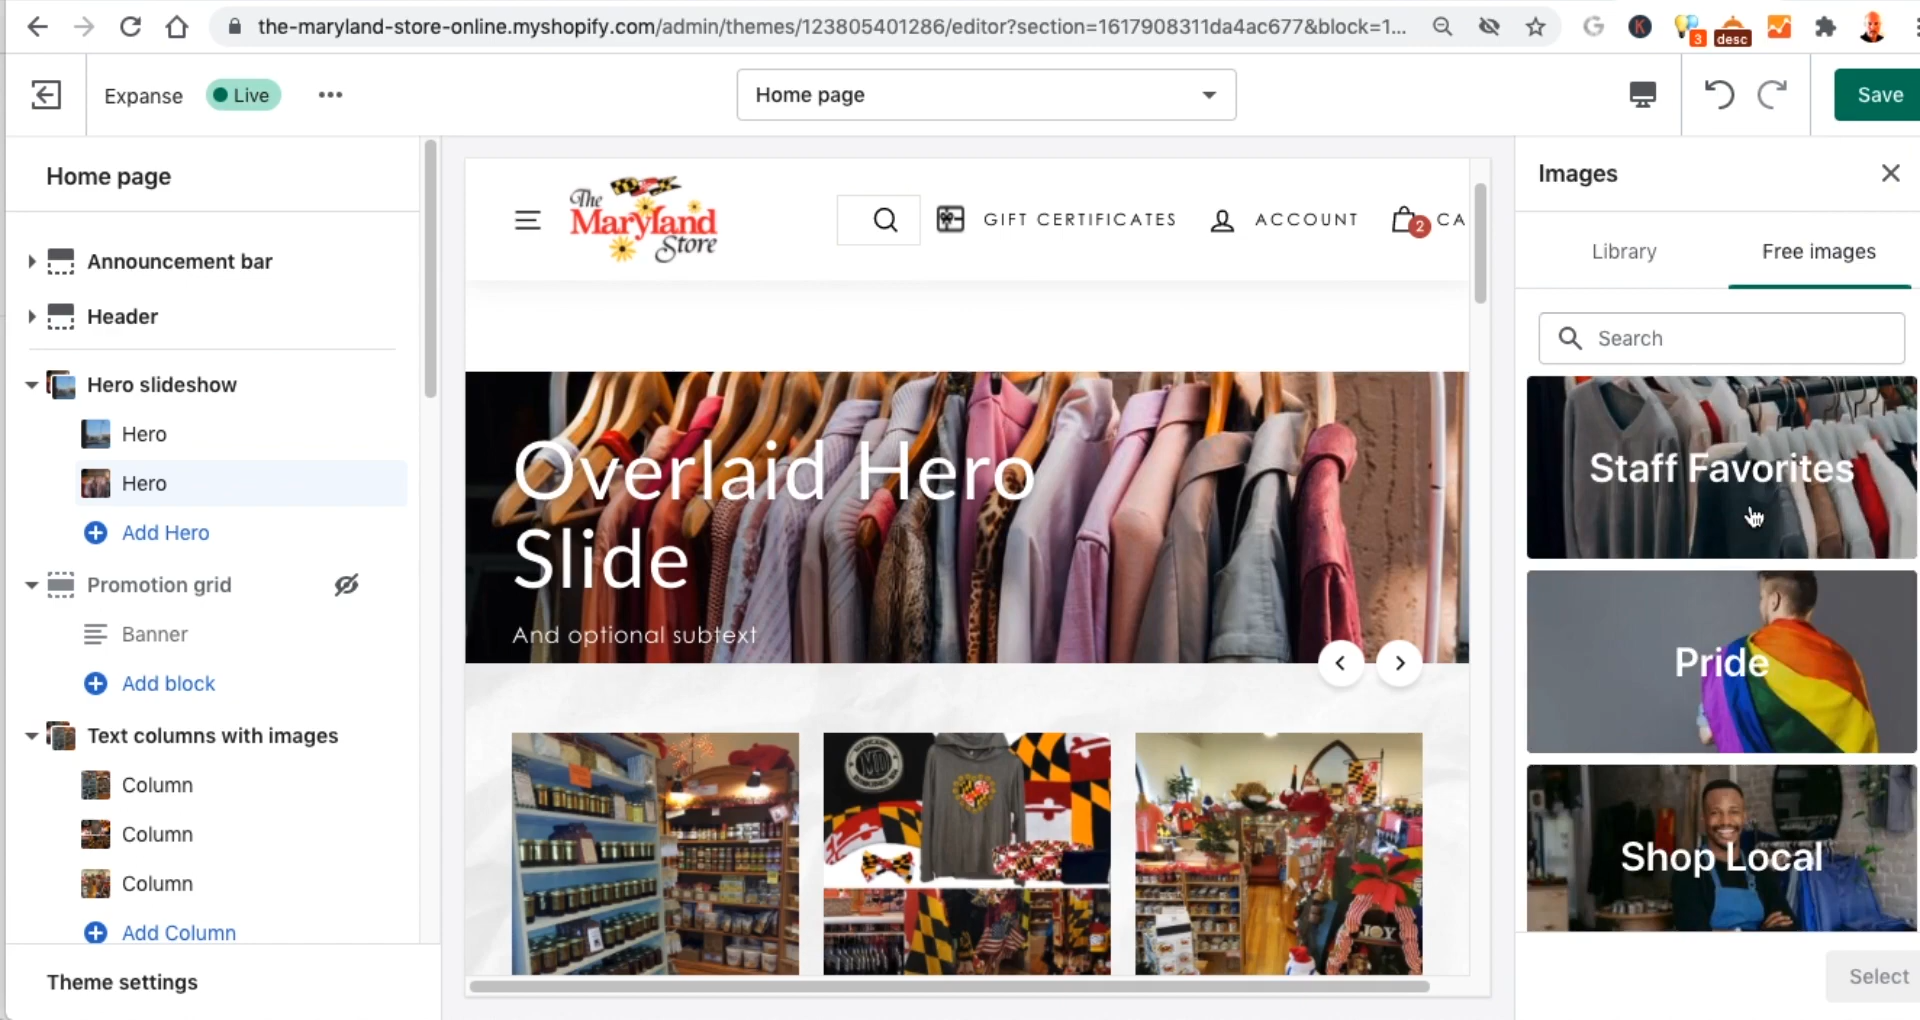 the-maryland-store-online.myshopify.com/admin/themes/123805401286/editor?section=1617908311da4ac677&block=1...
3
desc
K
Expanse
Live
Home page
Save
Home page
Announcement bar
Header
Hero slideshow
Hero
Hero
Add Hero
Promotion grid
Banner
Add block
Text columns with images
Column
Column
Column
Add Column
Theme settings
The
Maryland
Store
GIFT CERTIFICATES
ACCOUNT
2
CA
Overlaid Hero
Slide
And optional subtext
MD
JOY
Images
Library
Free images
Search
Staff Favorites
Pride
Shop Local
Select